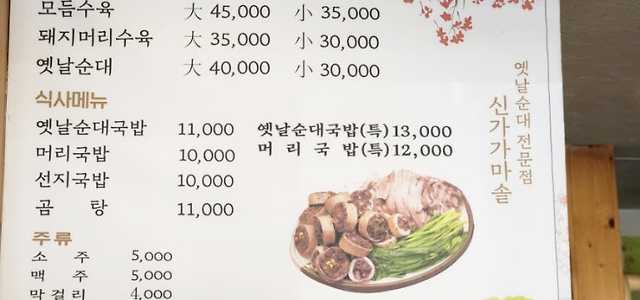 모듬수육 大 45,000 小 35,000
돼지머리수육 大 35,000 小 30,000
옛날순대 大 40,000 小 30,000
식사메뉴
옛날순대국밥 11,000 옛날순대국밥(특)13,000
머리국밥 10,000 머리국밥(특)12,000
선지국밥 10,000
곰탕 11,000
주류
소주 5,000
맥주 5,000
막걸리 4,000
옛날순대 전문점
신가가마솥